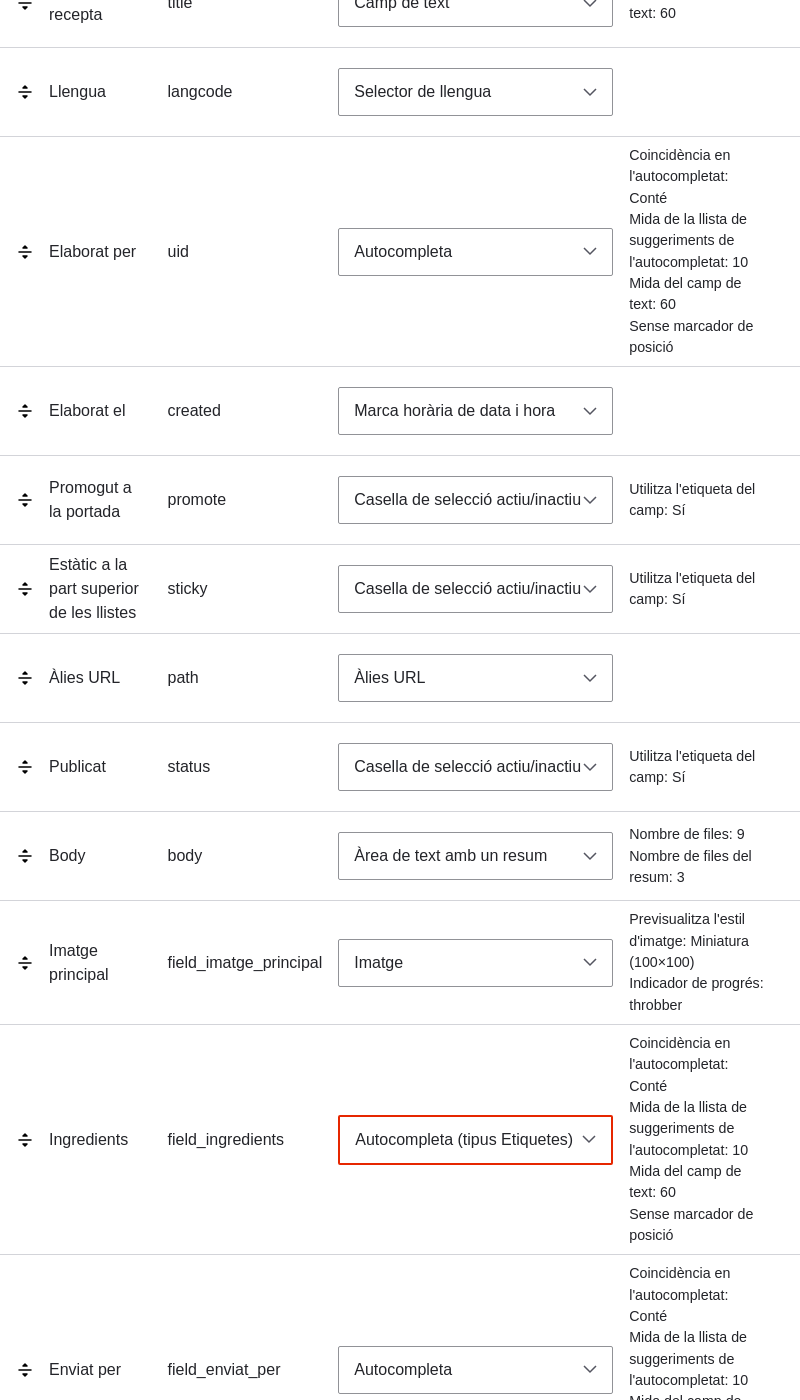 recepta
title
Camp de text
text: 60
Llengua
langcode
Selector de llengua
Elaborat per
uid
Autocompleta
Coincidència en
l'autocompletat:
Conté
Mida de la llista de
suggeriments de
l'autocompletat: 10
Mida del camp de
text: 60
Sense marcador de
posició
Elaborat el
created
Marca horària de data i hora
Promogut a
la portada
promote
Casella de selecció actiu/inactiu
Utilitza l'etiqueta del
camp: Sí
Estàtic a la
part superior
de les llistes
sticky
Casella de selecció actiu/inactiu
Utilitza l'etiqueta del
camp: Sí
Àlies URL
path
Àlies URL
Publicat
status
Casella de selecció actiu/inactiu
Utilitza l'etiqueta del
camp: Sí
Body
body
Àrea de text amb un resum
Nombre de files: 9
Nombre de files del
resum: 3
Imatge
principal
field_imatge_principal
Imatge
Previsualitza l'estil
d'imatge: Miniatura
(100×100)
Indicador de progrés:
throbber
Ingredients
field_ingredients
Autocompleta (tipus Etiquetes)
Coincidència en
l'autocompletat:
Conté
Mida de la llista de
suggeriments de
l'autocompletat: 10
Mida del camp de
text: 60
Sense marcador de
posició
Enviat per
field_enviat_per
Autocompleta
Coincidència en
l'autocompletat:
Conté
Mida de la llista de
suggeriments de
l'autocompletat: 10
Mida del camp de